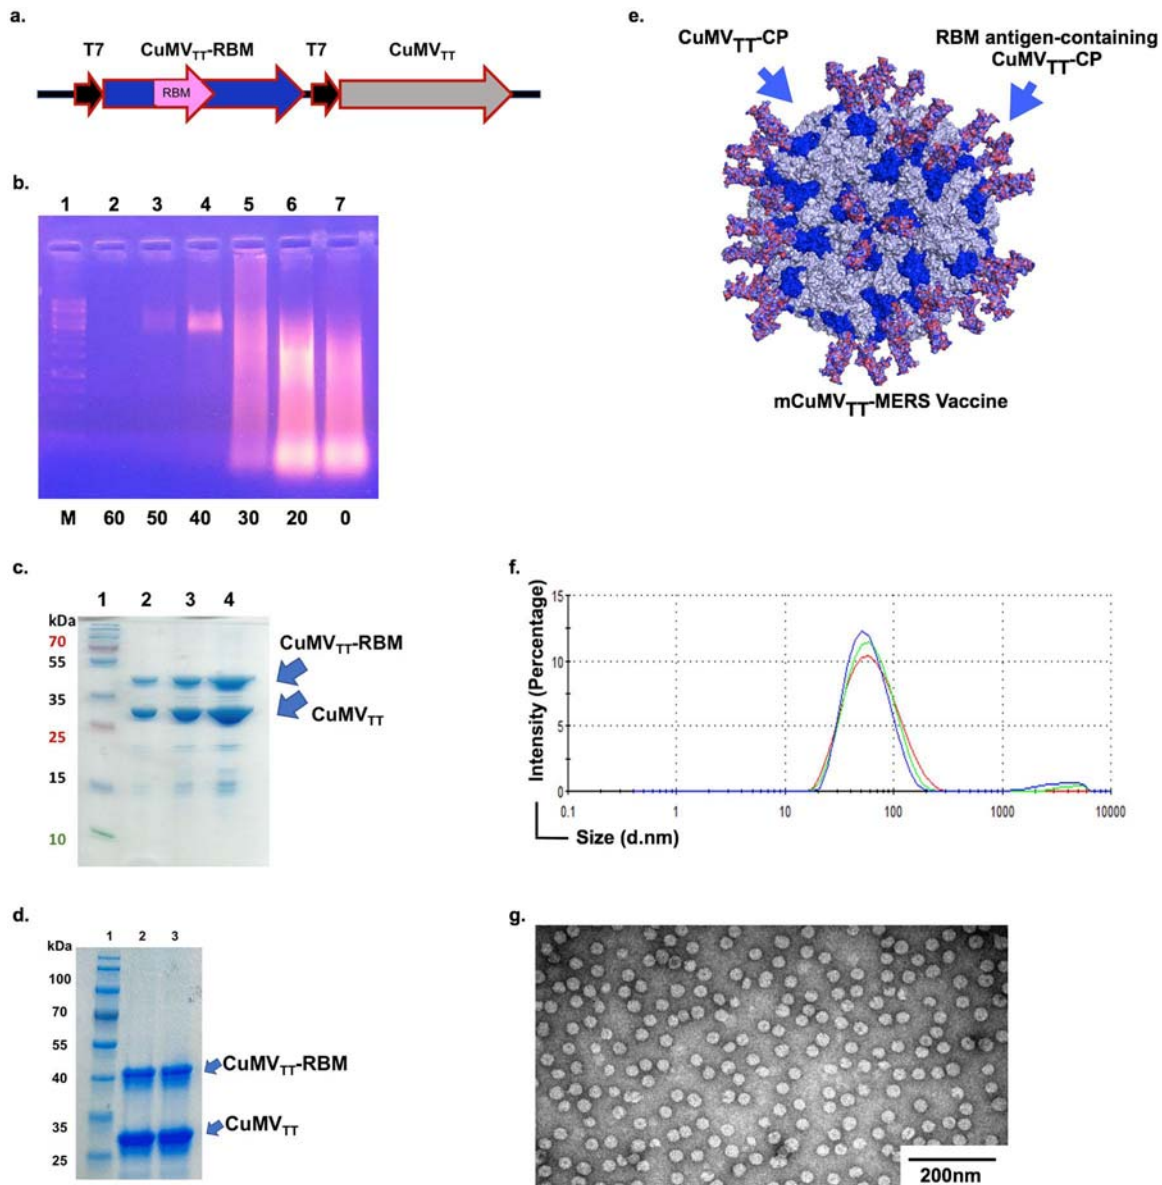 a.
T7 CuMVTT-RBM T7 CuMVTT
RBM
b.
1 2 3 4 5 6 7
M 60 50 40 30 20 0
c.
1 2 3 4
kDa
70
55
35
25
15
10
CuMVTT-RBM
CuMVTT
d.
1 2 3
kDa
100
70
55
40
35
25
CuMVTT-RBM
CuMVTT
e.
CuMVTT-CP
RBM antigen-containing
CuMVTT-CP
mCuMVTT-MERS Vaccine
f.
Intensity (Percentage)
15
10
5
0
0.1 1 10 100 1000 10000
Size (d.nm)
g.
200nm